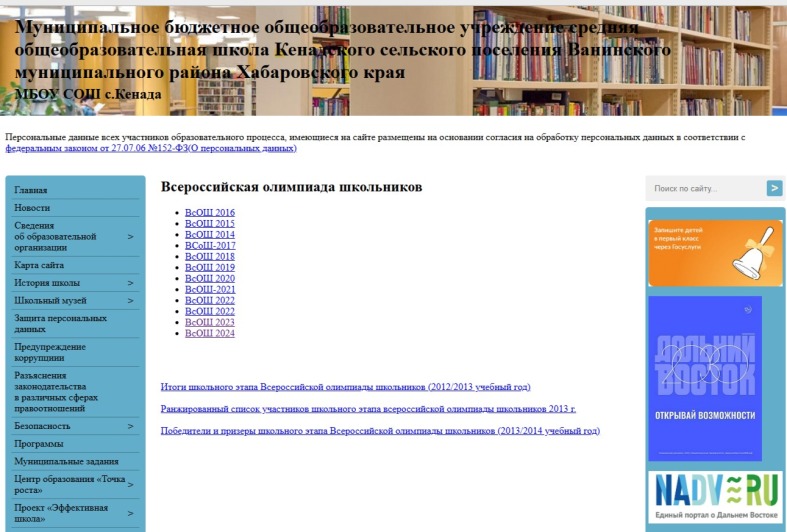 Муниципальное бюджетное общеобразовательное учреждение средняя
общеобразовательная школа Кенадского сельского поселения Ванинского
муниципального района Хабаровского края
МБОУ СОШ с.Кенада
Персональные данные всех участников образовательного процесса, имеющиеся на сайте размещены на основании согласия на обработку персональных данных в соответствии с
федеральным законом от 27.07.06 №152-ФЗ(О персональных данных)
Главная
Новости
Сведения
об образовательной >
организации
Карта сайта
История школы >
Школьный музей >
Защита персональных
данных
Предупреждение
коррупции
Разъяснения
законодательства
в различных сферах
правоотношений
Безопасность >
Программы
Муниципальные задания
Центр образования «Точка >
роста»
Проект «Эффективная >
школа»
Всероссийская олимпиада школьников
ВсОШ 2016
ВсОШ 2015
ВсОШ 2014
ВСоШ-2017
ВсОШ 2018
ВсОШ 2019
ВсОШ 2020
ВсОШ-2021
ВсОШ 2022
ВсОШ 2022
ВсОШ 2023
ВсОШ 2024
Итоги школьного этапа Всероссийской олимпиады школьников (2012/2013 учебный год)
Ранжированный список участников школьного этапа всероссийской олимпиады школьников 2013 г.
Победители и призеры школьного этапа Всероссийской олимпиады школьников (2013/2014 учебный год)
Поиск по сайту... >
Запишите детей
в первый класс
через Госуслуги
ДАЛЬНИЙ
ВОСТОК
ОТКРЫВАЙ ВОЗМОЖНОСТИ
NADV RU
Единый портал о Дальнем Востоке